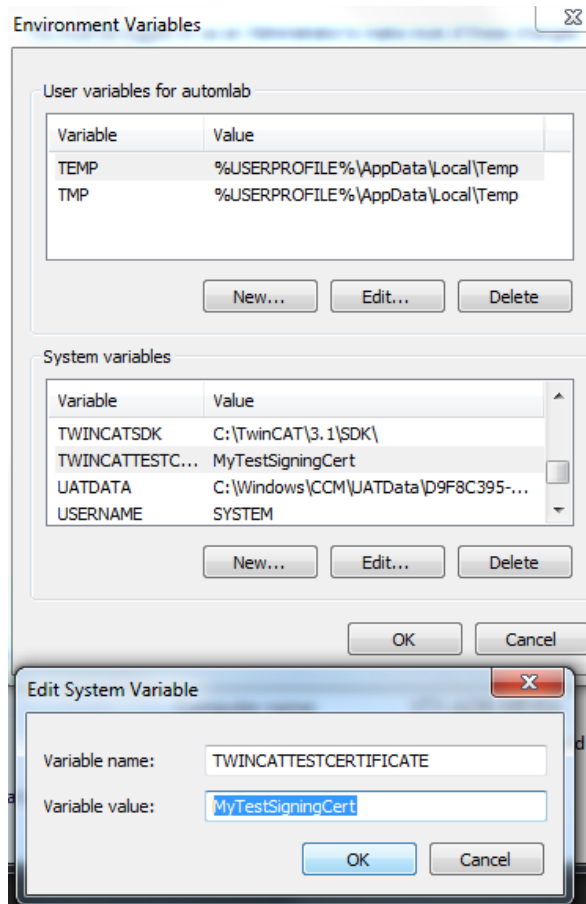 Environment Variables
User variables for automlab
Variable Value
TEMP %USERPROFILE%\AppData\Local\Temp
TMP %USERPROFILE%\AppData\Local\Temp
New... Edit... Delete
System variables
Variable Value
TWINCATSDK C:\TwinCAT\3.1\SDK\
TWINCATTESTC... MyTestSigningCert
UATDATA C:\Windows\CCM\UATData\D9F8C395-...
USERNAME SYSTEM
New... Edit... Delete
OK Cancel
Edit System Variable
Variable name: TWINCATTESTCERTIFICATE
Variable value: MyTestSigningCert
OK Cancel